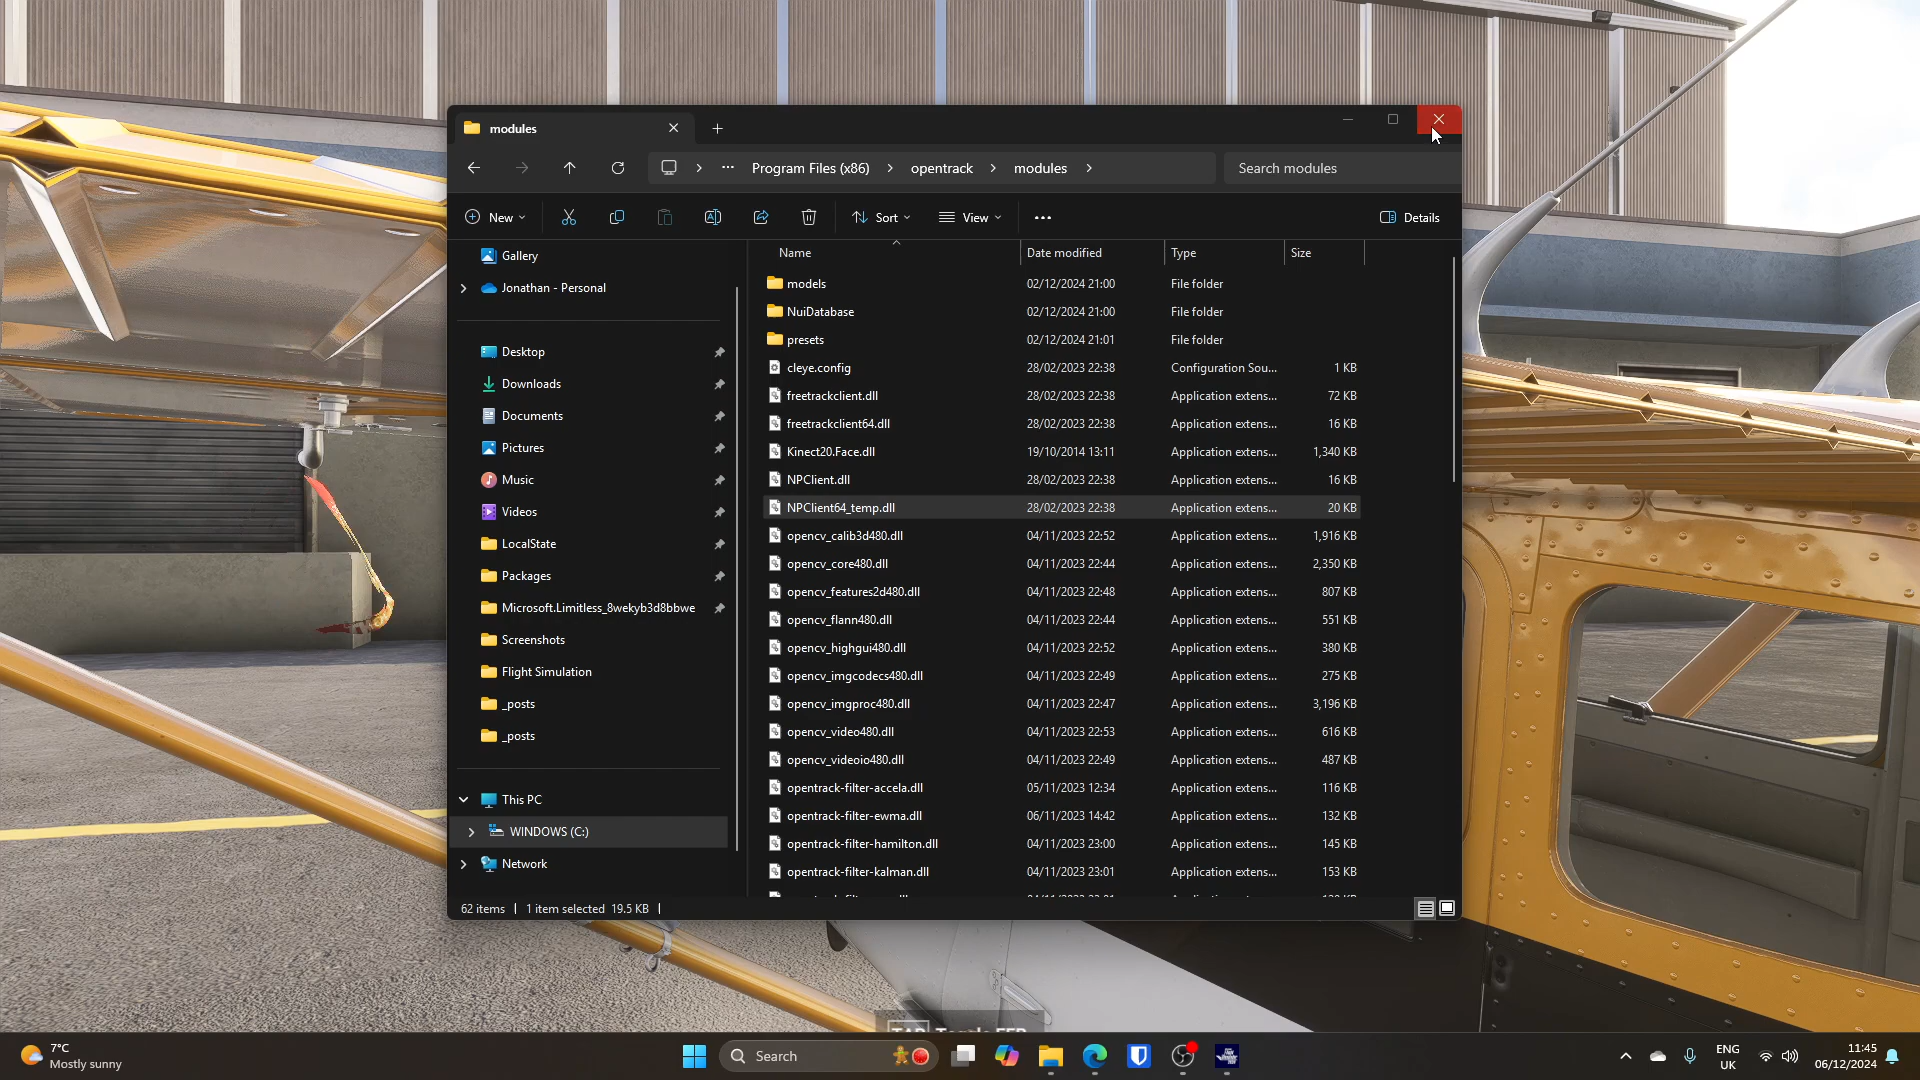 modules
Program Files (x86)
opentrack
modules
Search modules
New
Sort
View
Details
Gallery
Jonathan - Personal
Desktop
Downloads
Documents
Pictures
Music
Videos
LocalState
Packages
Microsoft.Limitless_8wekyb3d8bbwe
Screenshots
Flight Simulation
_posts
_posts
This PC
WINDOWS (C:)
Network
Name Date modified Type Size
models 02/12/2024 21:00 File folder
NuiDatabase 02/12/2024 21:00 File folder
presets 02/12/2024 21:01 File folder
cleye.config 28/02/2023 22:38 Configuration Sou... 1 KB
freetrackclient.dll 28/02/2023 22:38 Application extens... 72 KB
freetrackclient64.dll 28/02/2023 22:38 Application extens... 16 KB
Kinect20.Face.dll 19/10/2014 13:11 Application extens... 1,340 KB
NPClient.dll 28/02/2023 22:38 Application extens... 16 KB
NPClient64_temp.dll 28/02/2023 22:38 Application extens... 20 KB
opencv_calib3d480.dll 04/11/2023 22:52 Application extens... 1,916 KB
opencv_core480.dll 04/11/2023 22:44 Application extens... 2,350 KB
opencv_features2d480.dll 04/11/2023 22:48 Application extens... 807 KB
opencv_flann480.dll 04/11/2023 22:44 Application extens... 551 KB
opencv_highgui480.dll 04/11/2023 22:52 Application extens... 380 KB
opencv_imgcodecs480.dll 04/11/2023 22:49 Application extens... 275 KB
opencv_imgproc480.dll 04/11/2023 22:47 Application extens... 3,196 KB
opencv_video480.dll 04/11/2023 22:53 Application extens... 616 KB
opencv_videoio480.dll 04/11/2023 22:49 Application extens... 487 KB
opentrack-filter-accela.dll 05/11/2023 12:34 Application extens... 116 KB
opentrack-filter-ewma.dll 06/11/2023 14:42 Application extens... 132 KB
opentrack-filter-hamilton.dll 04/11/2023 23:00 Application extens... 145 KB
opentrack-filter-kalman.dll 04/11/2023 23:01 Application extens... 153 KB
62 items 1 item selected 19.5 KB
7°C
Mostly sunny
Search
ENG
UK
11:45
06/12/2024